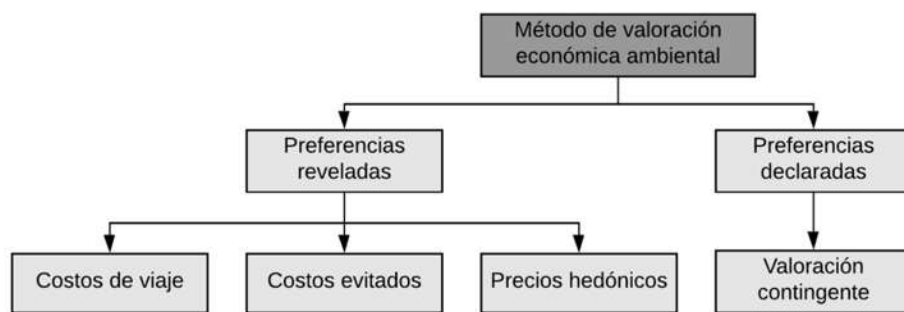 Método de valoración
económica ambiental
Preferencias
reveladas
Preferencias
declaradas
Costos de viaje
Costos evitados
Precios hedónicos
Valoración
contingente